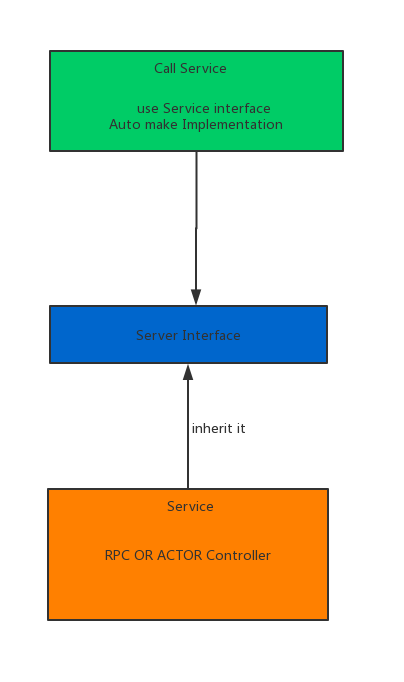 Call Service
use Service interface
Auto make Implementation
Server Interface
inherit it
Service
RPC OR ACTOR Controller